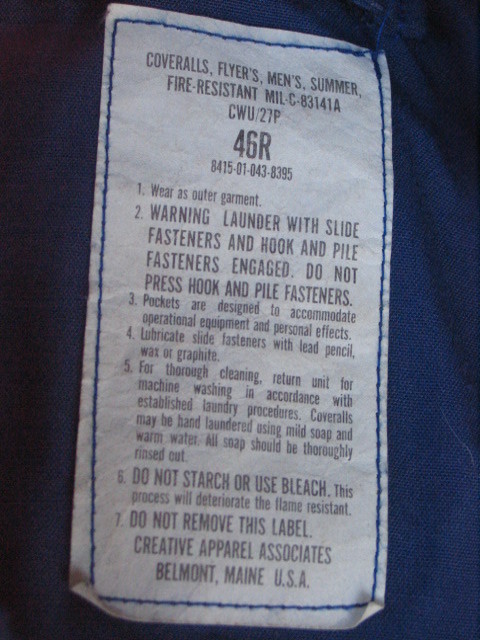 COVERALLS, FLYER'S, MEN'S, SUMMER,
FIRE-RESISTANT MIL-C-83141A
CWU/27P
46R
8415-01-043-8395
1. Wear as outer garment.
2. WARNING LAUNDER WITH SLIDE
FASTENERS AND HOOK AND PILE
FASTENERS ENGAGED. DO NOT
PRESS HOOK AND PILE FASTENERS.
3. Pockets are designed to accommodate
operational equipment and personal effects.
4. Lubricate slide fasteners with lead pencil,
wax or graphite.
5. For thorough cleaning, return unit for
machine washing in accordance with
established laundry procedures. Coveralls
may be hand laundered using mild soap and
warm water. All soap should be thoroughly
rinsed out.
6. DO NOT STARCH OR USE BLEACH. This
process will deteriorate the flame resistant.
7. DO NOT REMOVE THIS LABEL.
CREATIVE APPAREL ASSOCIATES
BELMONT, MAINE U.S.A.